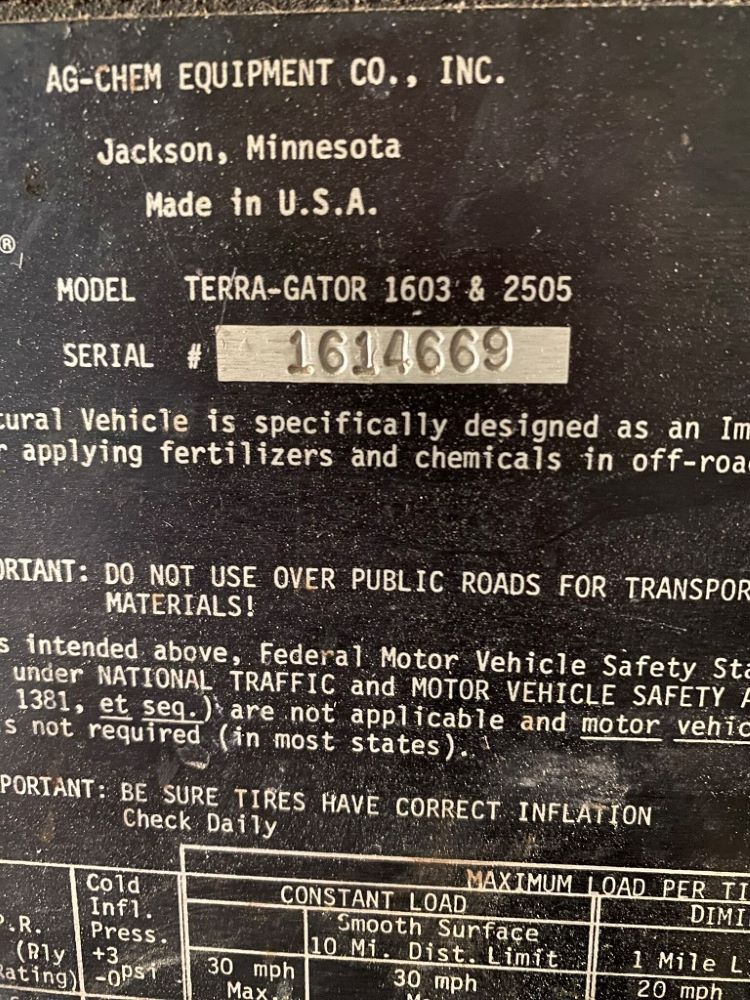 AG-CHEM EQUIPMENT CO., INC.
Jackson, Minnesota
Made in U.S.A.
®
MODEL TERRA-GATOR 1603 & 2505
SERIAL # 1614669
tural Vehicle is specifically designed as an Im
r applying fertilizers and chemicals in off-roa
ORTANT: DO NOT USE OVER PUBLIC ROADS FOR TRANSPOR
MATERIALS!
s intended above, Federal Motor Vehicle Safety Sta
under NATIONAL TRAFFIC and MOTOR VEHICLE SAFETY A
1381, et seq.) are not applicable and motor vehic
s not required (in most states).
PORTANT: BE SURE TIRES HAVE CORRECT INFLATION
Check Daily
MAXIMUM LOAD PER TI
Cold
Infl.
Press.
+3
-0psi
P.R.
(Ply
Rating)
CONSTANT LOAD
DIMI
Smooth Surface
10 Mi. Dist. Limit
1 Mile L
30 mph
Max.
30 mph
20 mph